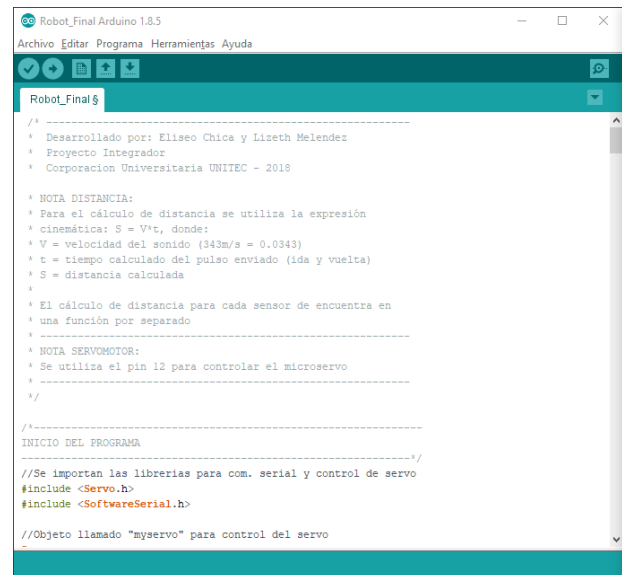 Robot_Final Arduino 1.8.5
Archivo Editar Programa Herramientas Ayuda
Robot_Final §
/* -------------------------------------------------------
* Desarrollado por: Eliseo Chica y Lizeth Melendez
* Proyecto Integrador
* Corporacion Universitaria UNITEC - 2018
* NOTA DISTANCIA:
* Para el cálculo de distancia se utiliza la expresión
* cinemática: S = V*t, donde:
* V = velocidad del sonido (343m/s = 0.0343)
* t = tiempo calculado del pulso enviado (ida y vuelta)
* S = distancia calculada
*
* El cálculo de distancia para cada sensor de encuentra en
* una función por separado
* -------------------------------------------------------
* NOTA SERVOMOTOR:
* Se utiliza el pin 12 para controlar el microservo
* -------------------------------------------------------
*/
/*----------------------------------------------------------
INICIO DEL PROGRAMA
----------------------------------------------------------*/
//Se importan las librerias para com. serial y control de servo
#include <Servo.h>
#include <SoftwareSerial.h>
//Objeto llamado "myservo" para control del servo